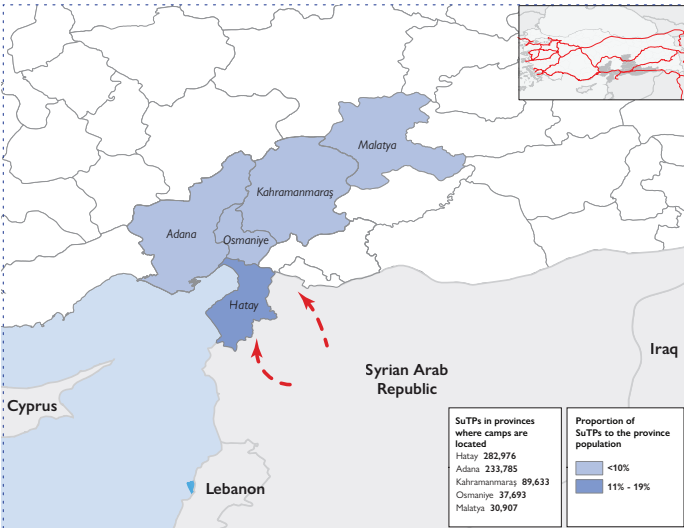 Malatya
Kahramanmaraş
Adana
Osmaniye
Hatay
Syrian Arab
Republic
Iraq
Cyprus
Lebanon
SuTPs in provinces
where camps are
located
Hatay 282,976
Adana 233,785
Kahramanmaraş 89,633
Osmaniye 37,693
Malatya 30,907
Proportion of
SuTPs to the province
population
<10%
11% - 19%